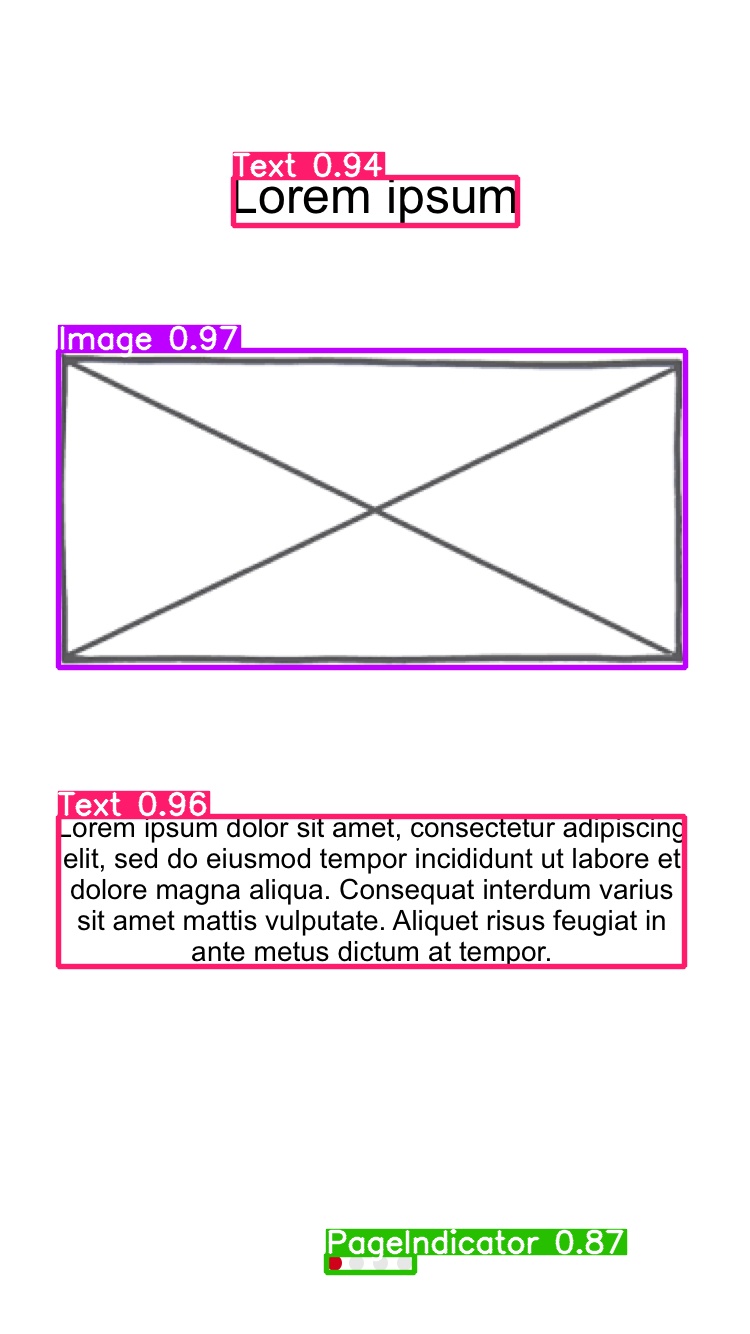 Text 0.94
Lorem ipsum
Image 0.97
Text 0.96
Lorem ipsum dolor sit amet, consectetur adipiscing
elit, sed do eiusmod tempor incididunt ut labore et
dolore magna aliqua. Consequat interdum varius
sit amet mattis vulputate. Aliquet risus feugiat in
ante metus dictum at tempor.
PageIndicator 0.87